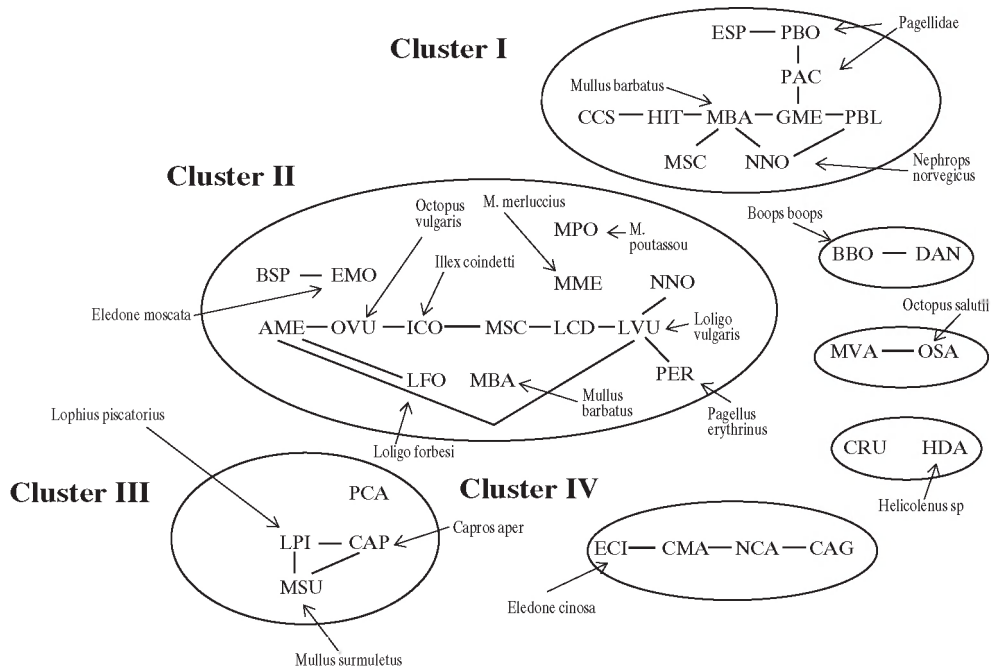 Cluster I
ESP PBO
Pagellidae
PAC
Mullus barbatus
CCS HIT MBA GME PBL
MSC NNO
Nephrops
norvegicus
Cluster II
Octopus
vulgaris
M. merluccius
MPO
M.
poutassou
Illex coindetti
BSP EMO
MME
NNO
Eledone moscata
AME OVU ICO MSC LCD LVU
Loligo
vulgaris
LFO MBA PER
Mullus
barbatus
Pagellus
erythrinus
Loligo forbesi
Boops boops
BBO DAN
Octopus salutii
MVA OSA
CRU HDA
Helicolenus sp
Lophius piscatorius
Cluster III
PCA
LPI CAP
Capros aper
MSU
Mullus surmuletus
Cluster IV
ECI CMA NCA CAG
Eledone cinosa